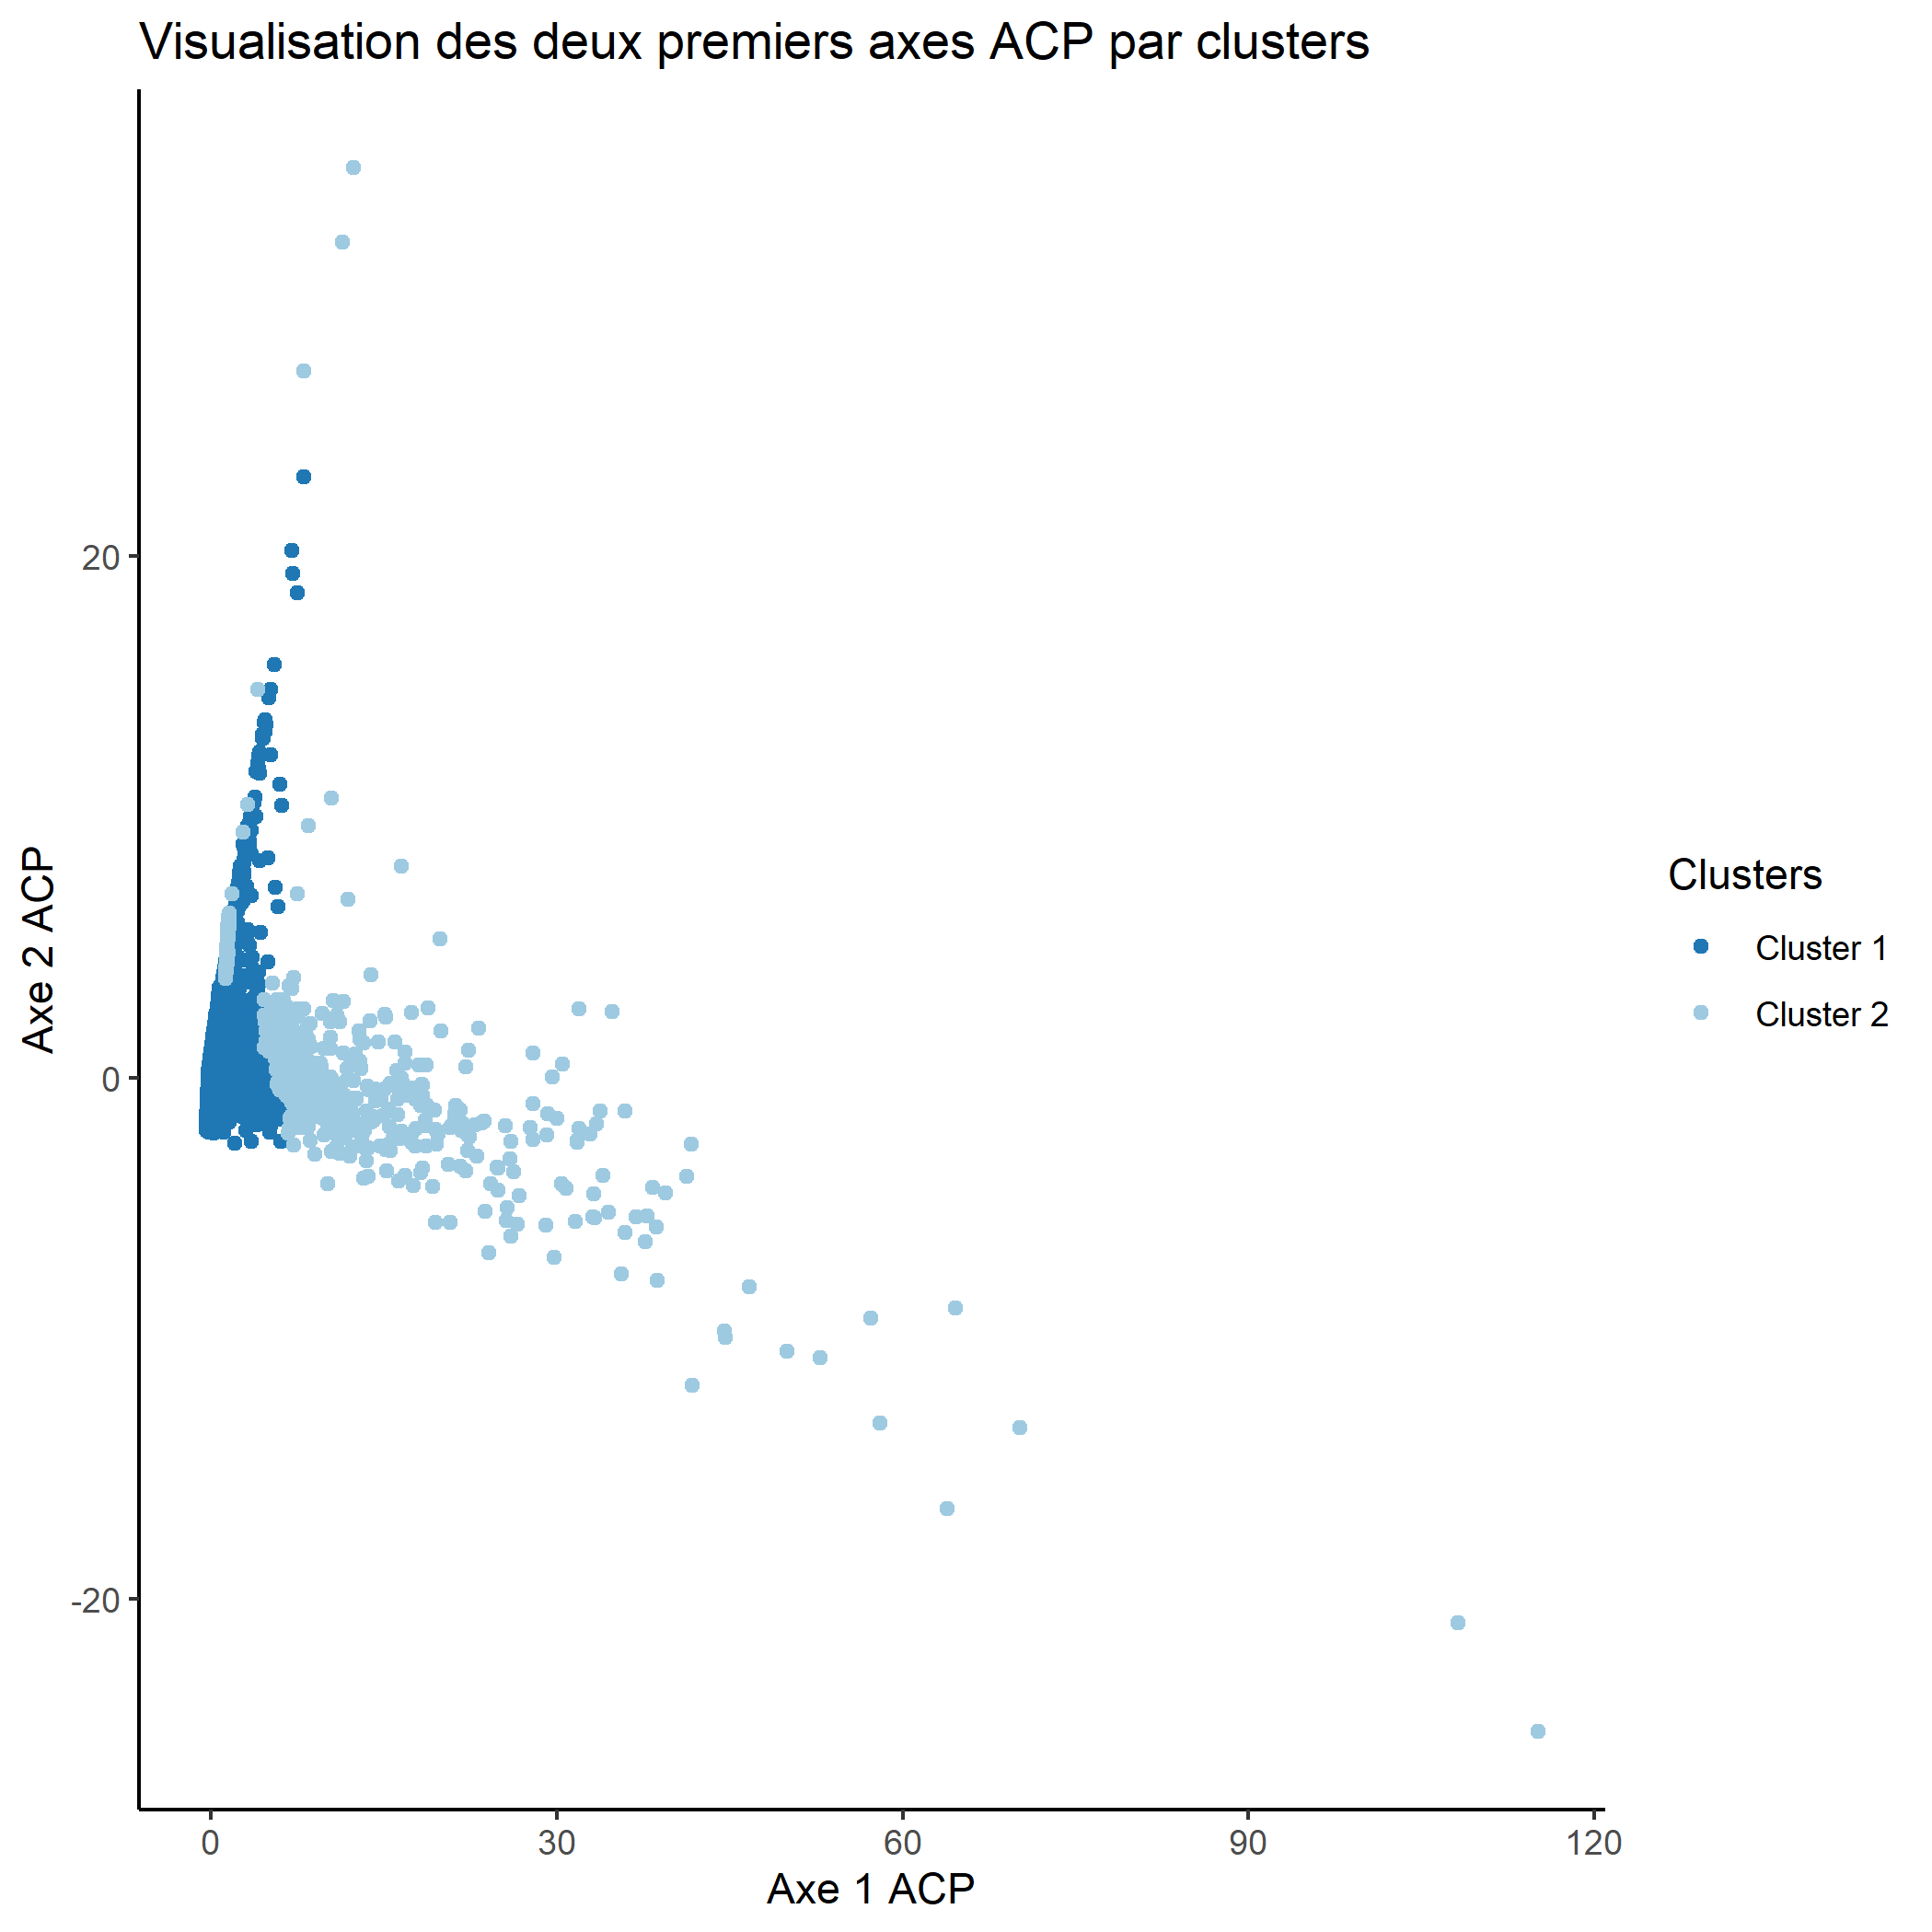 Visualisation des deux premiers axes ACP par clusters
20
0
-20
Axe 2 ACP
0
30
60
90
120
Axe 1 ACP
Clusters
Cluster 1
Cluster 2